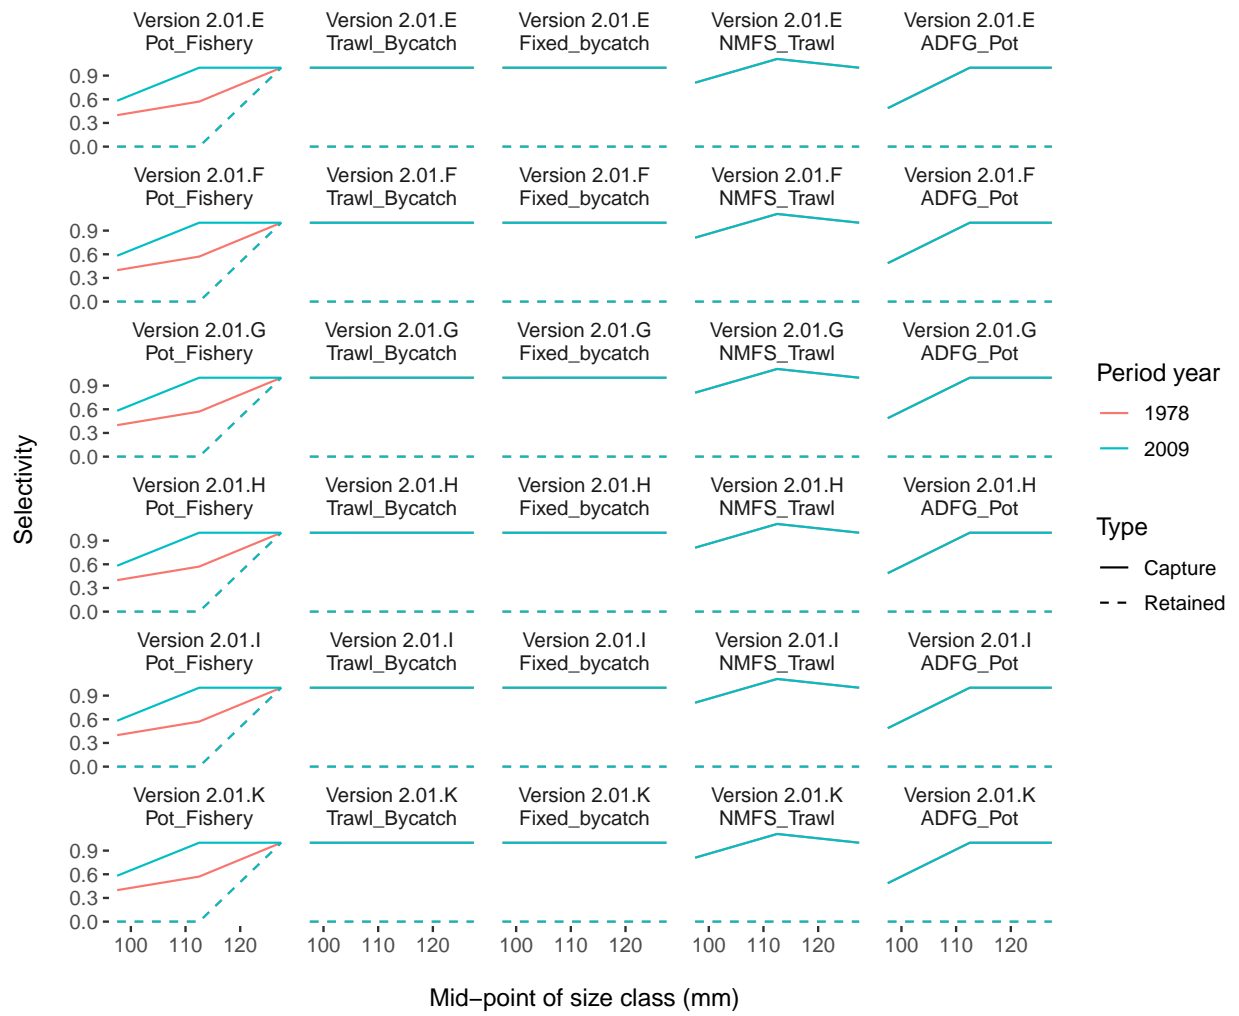 Version 2.01.E Version 2.01.E Version 2.01.E Version 2.01.E Version 2.01.E
Pot_Fishery Trawl_Bycatch Fixed_bycatch NMFS_Trawl ADFG_Pot
0.9
0.6
0.3
0.0
Version 2.01.F Version 2.01.F Version 2.01.F Version 2.01.F Version 2.01.F
Pot_Fishery Trawl_Bycatch Fixed_bycatch NMFS_Trawl ADFG_Pot
0.9
0.6
0.3
0.0
Version 2.01.G Version 2.01.G Version 2.01.G Version 2.01.G Version 2.01.G
Pot_Fishery Trawl_Bycatch Fixed_bycatch NMFS_Trawl ADFG_Pot
0.9
0.6
0.3
0.0
Version 2.01.H Version 2.01.H Version 2.01.H Version 2.01.H Version 2.01.H
Pot_Fishery Trawl_Bycatch Fixed_bycatch NMFS_Trawl ADFG_Pot
0.9
0.6
0.3
0.0
Version 2.01.I Version 2.01.I Version 2.01.I Version 2.01.I Version 2.01.I
Pot_Fishery Trawl_Bycatch Fixed_bycatch NMFS_Trawl ADFG_Pot
0.9
0.6
0.3
0.0
Version 2.01.K Version 2.01.K Version 2.01.K Version 2.01.K Version 2.01.K
Pot_Fishery Trawl_Bycatch Fixed_bycatch NMFS_Trawl ADFG_Pot
0.9
0.6
0.3
0.0
100 110 120 100 110 120 100 110 120 100 110 120 100 110 120
Mid−point of size class (mm)
Selectivity
Period year
1978
2009
Type
Capture
Retained